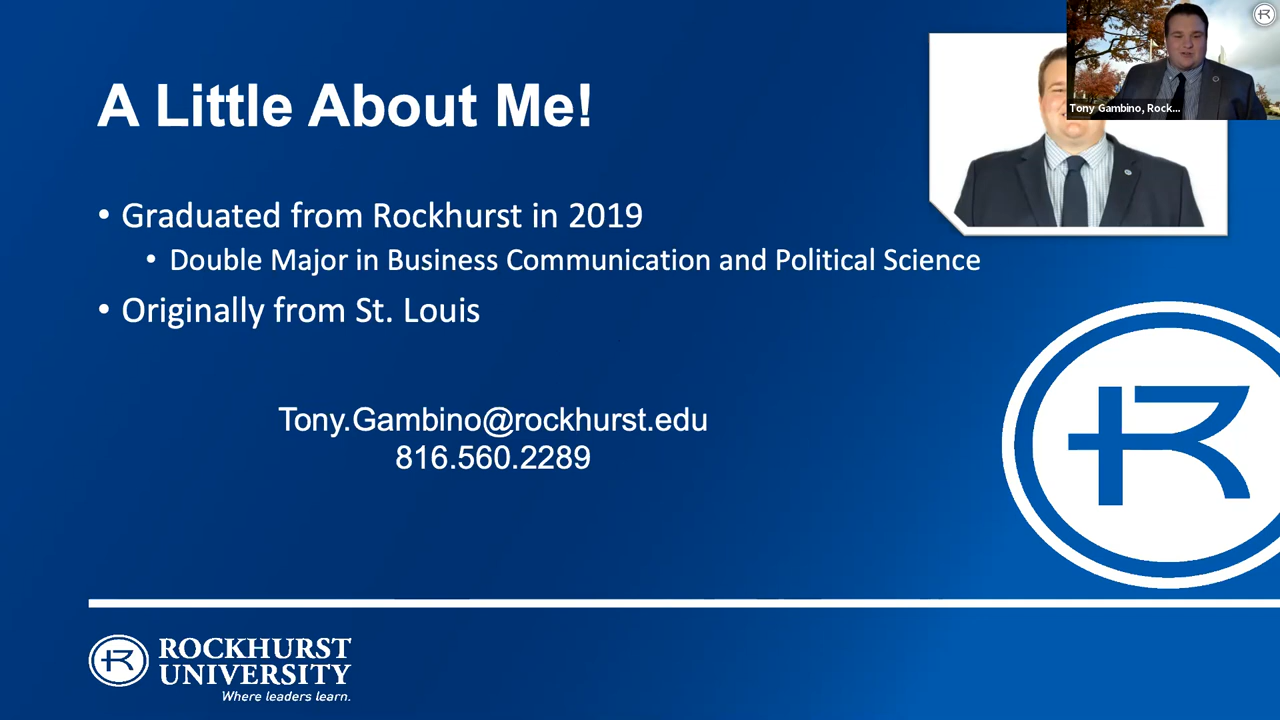 A Little About Me!
Tony Gambino, Rock...
• Graduated from Rockhurst in 2019
• Double Major in Business Communication and Political Science
• Originally from St. Louis
Tony.Gambino@rockhurst.edu
816.560.2289
R
ROCKHURST
UNIVERSITY
Where leaders learn.